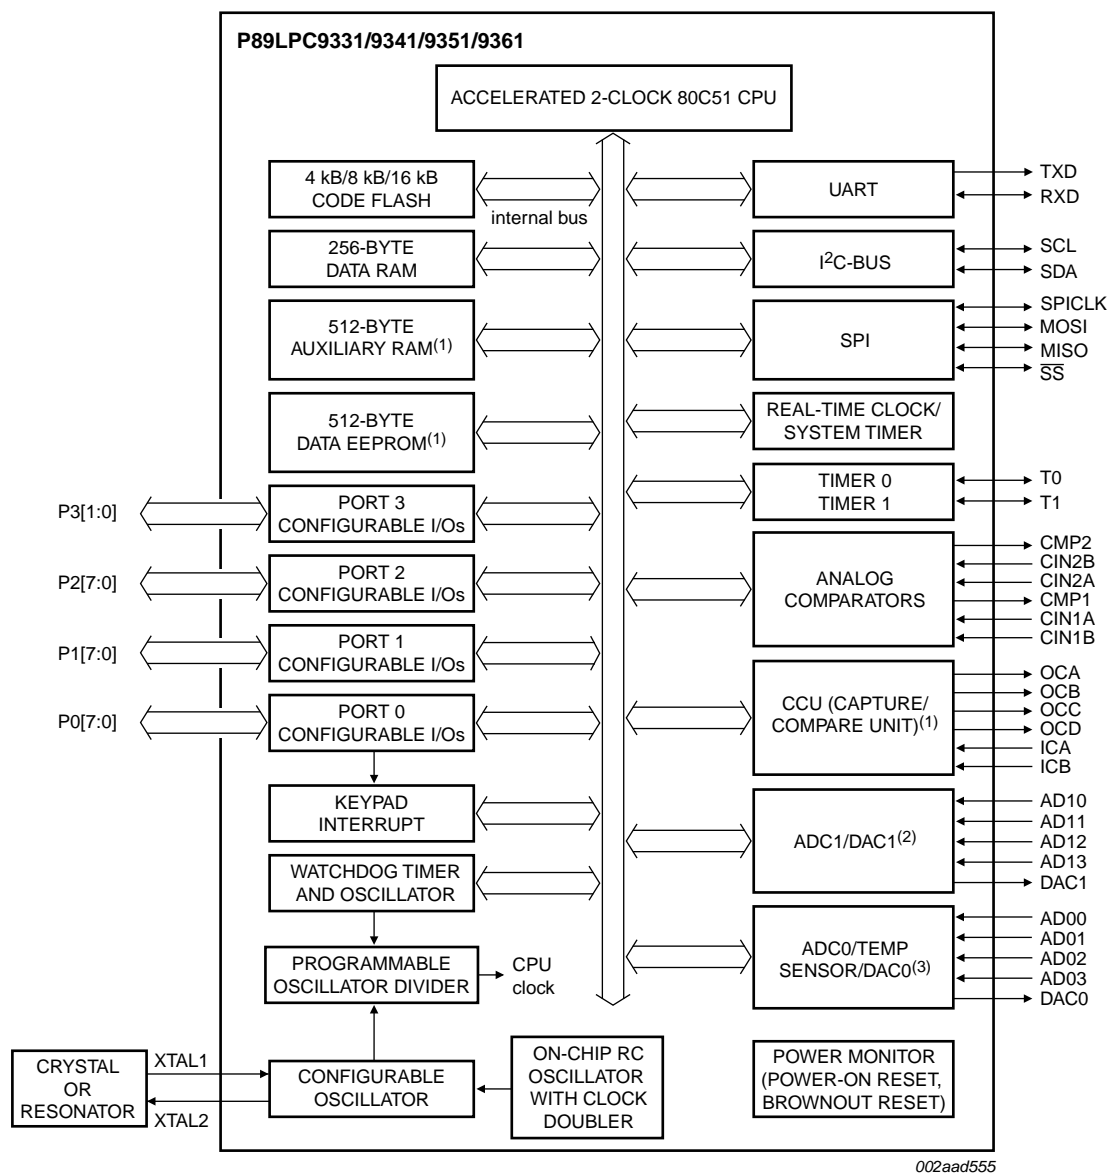 P89LPC9331/9341/9351/9361
ACCELERATED 2-CLOCK 80C51 CPU
4 kB/8 kB/16 kB
CODE FLASH
internal bus
256-BYTE
DATA RAM
512-BYTE
AUXILIARY RAM(1)
512-BYTE
DATA EEPROM(1)
P3[1:0]
PORT 3
CONFIGURABLE I/Os
P2[7:0]
PORT 2
CONFIGURABLE I/Os
P1[7:0]
PORT 1
CONFIGURABLE I/Os
P0[7:0]
PORT 0
CONFIGURABLE I/Os
KEYPAD
INTERRUPT
WATCHDOG TIMER
AND OSCILLATOR
PROGRAMMABLE
OSCILLATOR DIVIDER
CPU
clock
CRYSTAL
OR
RESONATOR
XTAL1
XTAL2
CONFIGURABLE
OSCILLATOR
ON-CHIP RC
OSCILLATOR
WITH CLOCK
DOUBLER
UART
TXD
RXD
I²C-BUS
SCL
SDA
SPI
SPICLK
MOSI
MISO
S̅S̅
REAL-TIME CLOCK/
SYSTEM TIMER
TIMER 0
TIMER 1
T0
T1
ANALOG
COMPARATORS
CMP2
CIN2B
CIN2A
CMP1
CIN1A
CIN1B
CCU (CAPTURE/
COMPARE UNIT)(1)
OCA
OCB
OCC
OCD
ICA
ICB
ADC1/DAC1(2)
AD10
AD11
AD12
AD13
DAC1
ADC0/TEMP
SENSOR/DAC0(3)
AD00
AD01
AD02
AD03
DAC0
POWER MONITOR
(POWER-ON RESET,
BROWNOUT RESET)
002aad555